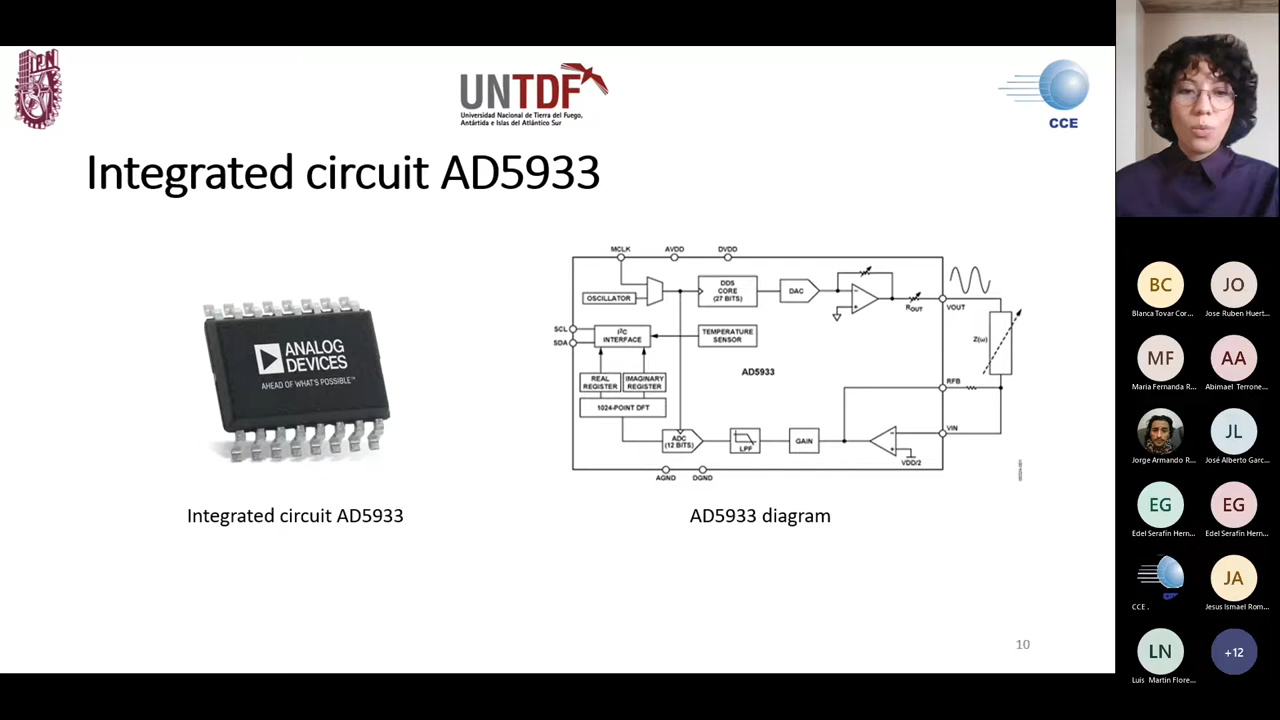 IPN
UNTDF
Universidad Nacional de Tierra del Fuego,
Antártida e Islas del Atlántico Sur
CCE
Integrated circuit AD5933
ANALOG
DEVICES
AHEAD OF WHAT'S POSSIBLE™
Integrated circuit AD5933
MCLK
AVDD
DVDD
OSCILLATOR
DDS
CORE
(27 BITS)
DAC
ROUT
VOUT
SCL
SDA
I²C
INTERFACE
TEMPERATURE
SENSOR
Z(ω)
AD5933
REAL
REGISTER
IMAGINARY
REGISTER
RFB
1024-POINT DFT
ADC
(12 BITS)
LPF
GAIN
VIN
VDD/2
AGND
DGND
AD5933 diagram
10
BC
Blanca Tovar Cor...
JO
Jose Ruben Huert...
MF
Maria Fernanda R...
AA
Abimael Terrone...
Jorge Armando R...
JL
José Alberto Garc...
EG
Edel Serafin Hern...
EG
Edel Serafin Hern...
CCE .
JA
Jesus Ismael Rom...
LN
Luis Martin Flore...
+12